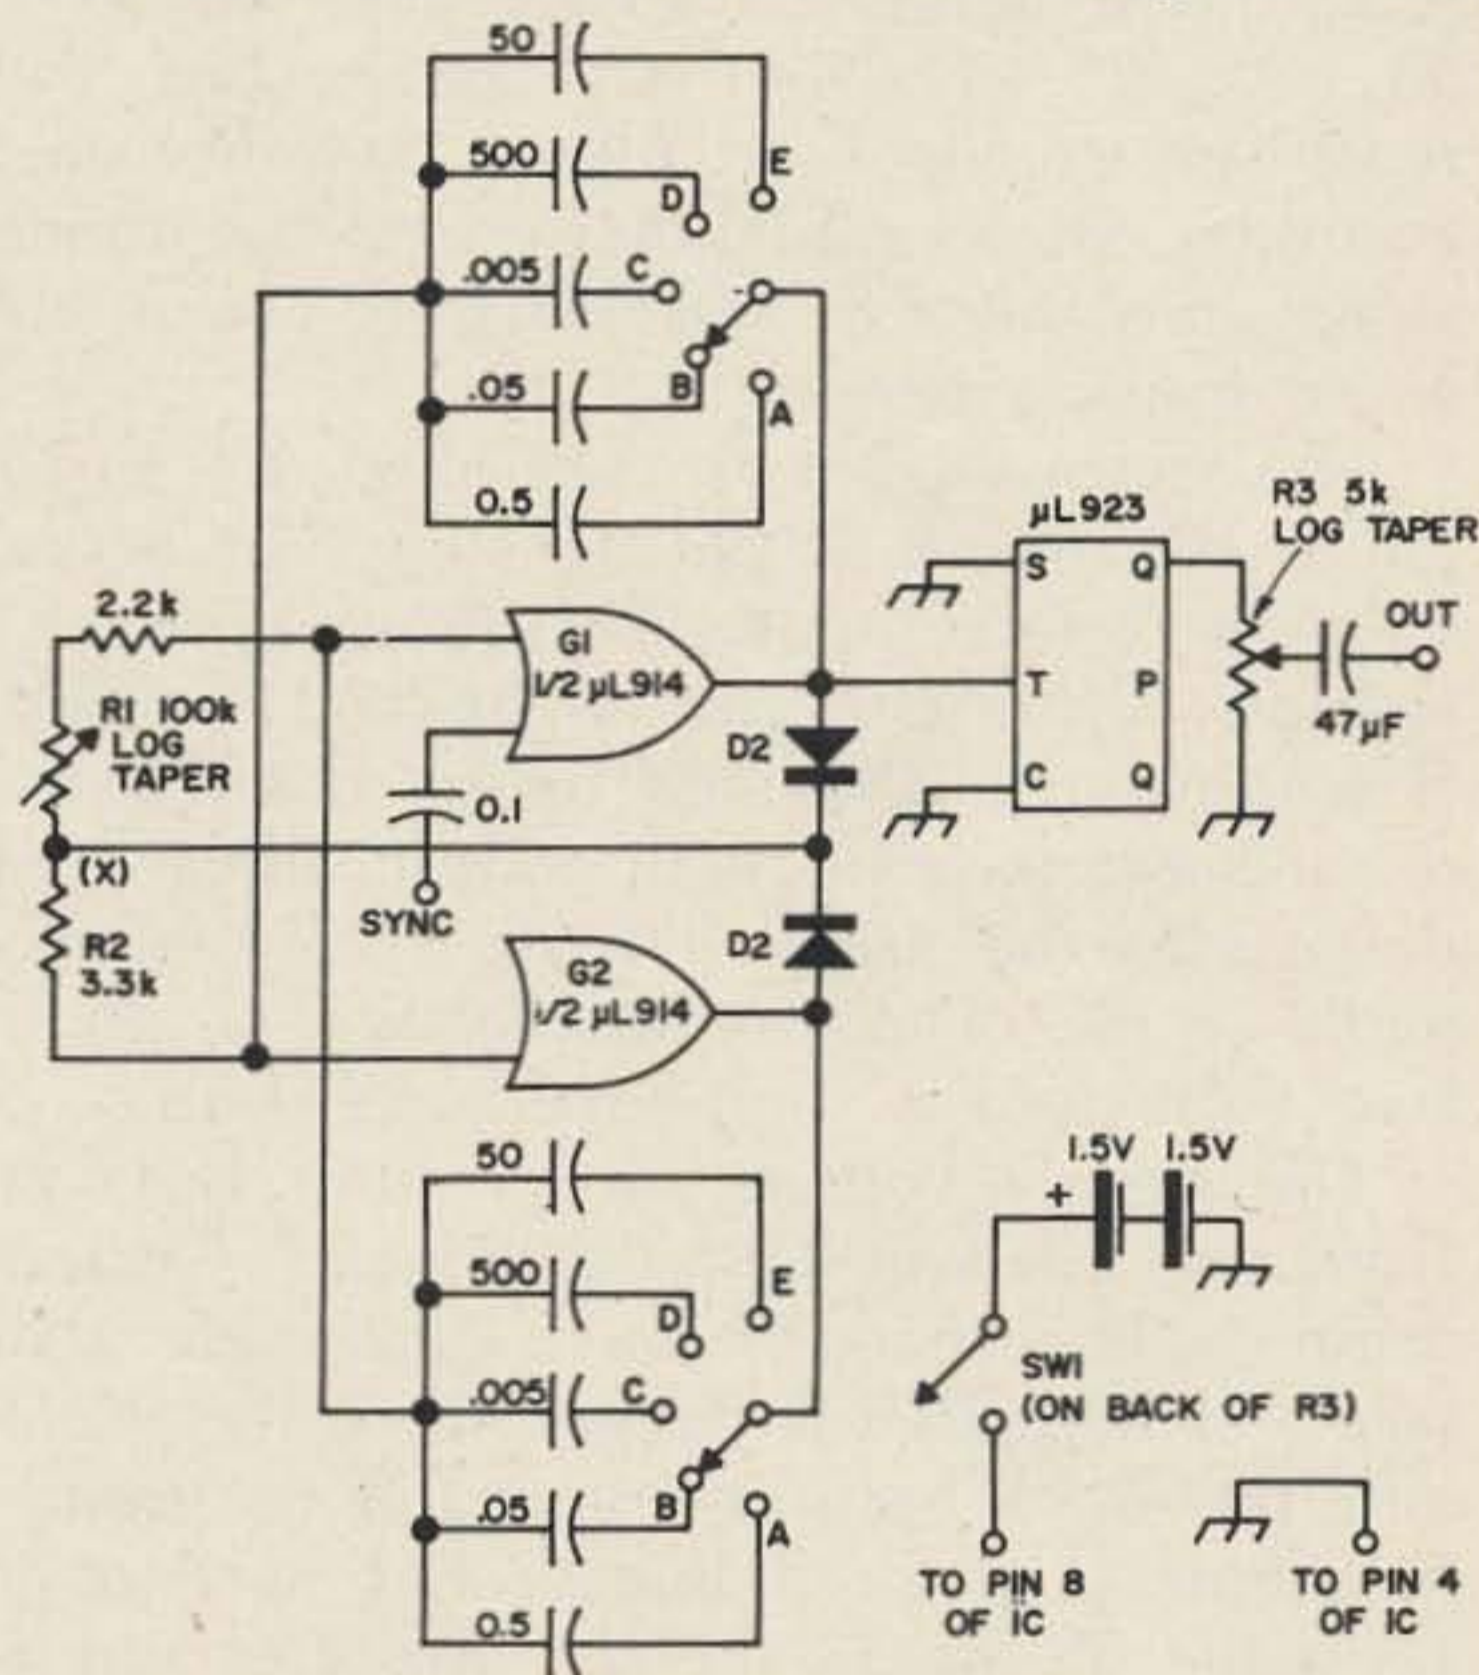 50
500
E
D
.005
C
.05
B
A
0.5
µL923
R3 5k
LOG TAPER
S
Q
OUT
2.2k
G1
1/2 µL914
T
P
R1 100k
LOG
TAPER
47µF
D2
C
Q
0.1
(X)
SYNC
D2
R2
3.3k
G2
1/2 µL914
50
1.5V 1.5V
+
500
E
D
.005
C
SW1
(ON BACK OF R3)
.05
B
A
TO PIN 8
OF IC
TO PIN 4
OF IC
0.5